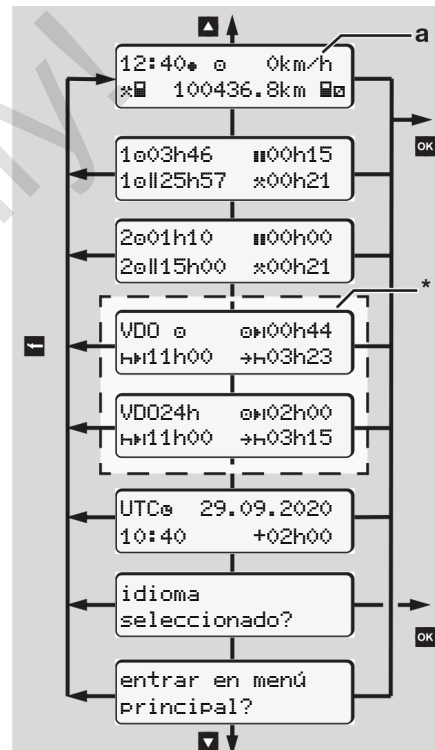 12:40 0km/h
100436.8km
a
OK
1 03h46 00h15
1 25h57 00h21
2 01h10 00h00
2 15h00 00h21
*
VDO 00h44
11h00 03h23
VDO24h 02h00
11h00 03h15
UTC 29.09.2020
10:40 +02h00
idioma
seleccionado?
OK
entrar en menú
principal?